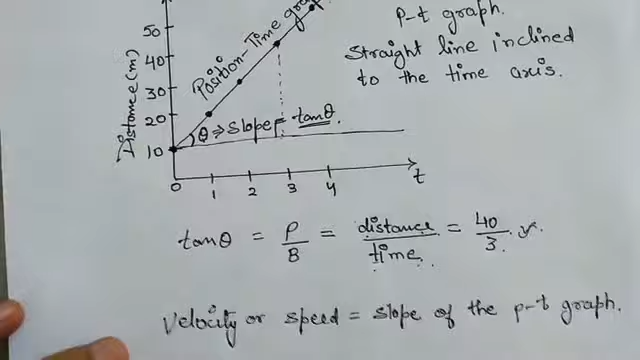 P-t graph.
Straight line inclined
to the time axis.
50
40
30
20
10
Distance(m)
Position-Time gra
θ ⇒ slope = tanθ.
0 1 2 3 4 t
tanθ = P/B = distance/time = 40/3.
Velocity or speed = slope of the p-t graph.